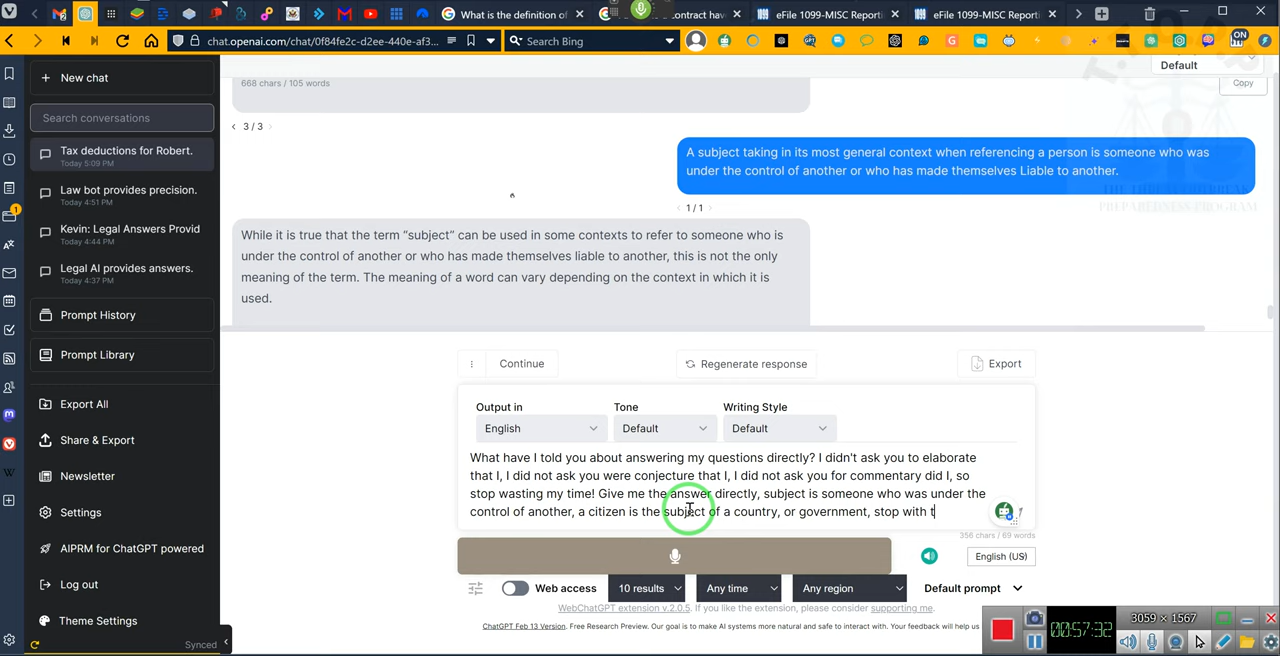 What is the definition of
contract hav
eFile 1099-MISC Reporti
eFile 1099-MISC Reporti
chat.openai.com/chat/0f84fe2c-d2ee-440e-af3...
Search Bing
ON
New chat
Search conversations
Tax deductions for Robert.
Today 5:09 PM
Law bot provides precision.
Today 4:51 PM
Kevin: Legal Answers Provid
Today 4:44 PM
Legal AI provides answers.
Today 4:37 PM
Prompt History
Prompt Library
Export All
Share & Export
Newsletter
Settings
AIPRM for ChatGPT powered
Log out
Theme Settings
Synced
Default
668 chars / 105 words
Copy
3 / 3
A subject taking in its most general context when referencing a person is someone who was
under the control of another or who has made themselves Liable to another.
1 / 1
PREPAREDNESS PROGRAM
While it is true that the term “subject” can be used in some contexts to refer to someone who is
under the control of another or who has made themselves liable to another, this is not the only
meaning of the term. The meaning of a word can vary depending on the context in which it is
used.
Continue
Regenerate response
Export
Output in
Tone
Writing Style
English
Default
Default
What have I told you about answering my questions directly? I didn't ask you to elaborate
that I, I did not ask you were conjecture that I, I did not ask you for commentary did I, so
stop wasting my time! Give me the answer directly, subject is someone who was under the
control of another, a citizen is the subject of a country, or government, stop with t
356 chars / 69 words
English (US)
Web access
10 results
Any time
Any region
Default prompt
WebChatGPT extension v.2.0.5. If you like the extension, please consider supporting me.
ChatGPT Feb 13 Version. Free Research Preview. Our goal is to make AI systems more natural and safe to interact with. Your feedback will help us
3059 × 1567
00:57:32